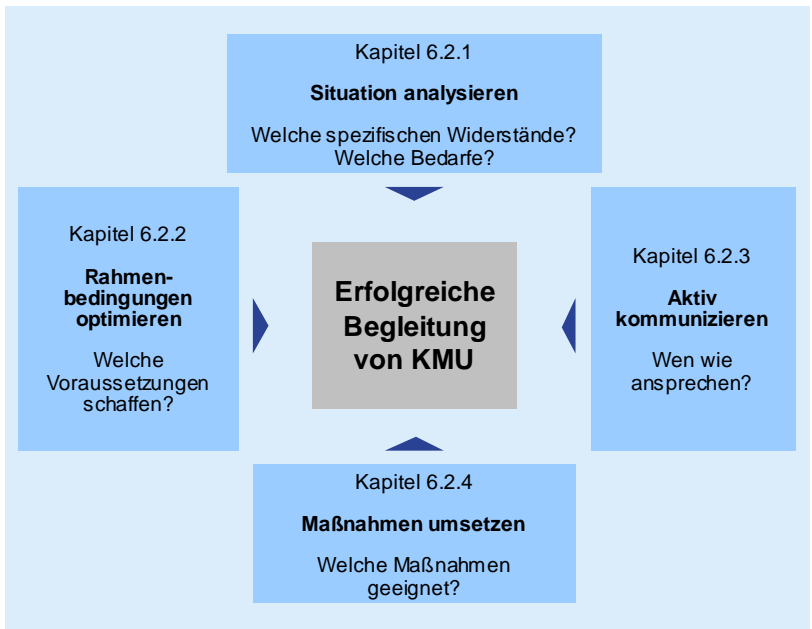 Kapitel 6.2.1
Situation analysieren
Welche spezifischen Widerstände?
Welche Bedarfe?
Kapitel 6.2.2
Rahmen-
bedingungen
optimieren
Welche
Voraussetzungen
schaffen?
Erfolgreiche
Begleitung
von KMU
Kapitel 6.2.3
Aktiv
kommunizieren
Wen wie
ansprechen?
Kapitel 6.2.4
Maßnahmen umsetzen
Welche Maßnahmen
geeignet?